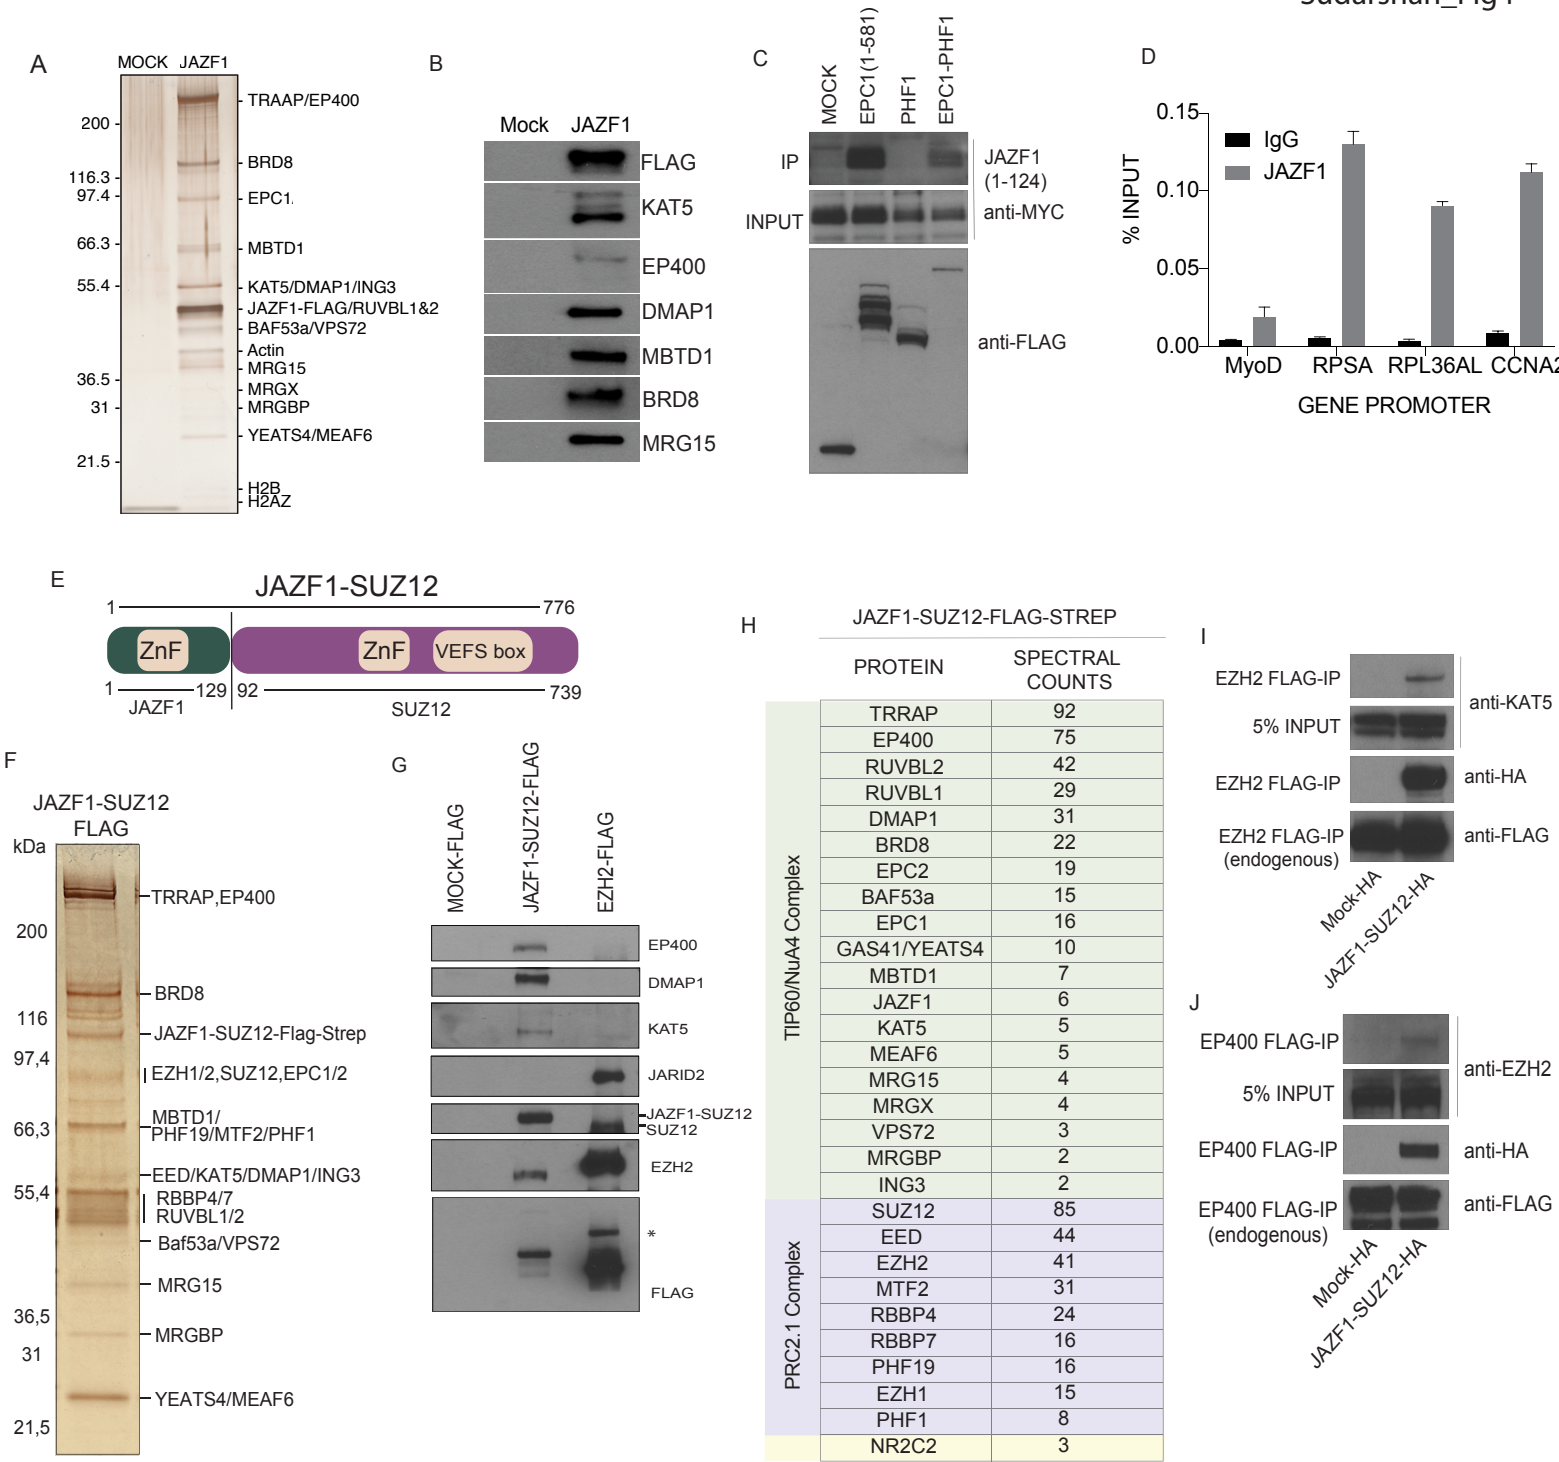 A
MOCK JAZF1
200 -
116.3 -
97.4 -
66.3 -
55.4 -
36.5 -
31 -
21.5 -
TRAAP/EP400
BRD8
EPC1
MBTD1
KAT5/DMAP1/ING3
JAZF1-FLAG/RUVBL1&2
BAF53a/VPS72
Actin
MRG15
MRGX
MRGBP
YEATS4/MEAF6
H2B
H2AZ
B
Mock JAZF1
FLAG
KAT5
EP400
DMAP1
MBTD1
BRD8
MRG15
C
MOCK
EPC1(1-581)
PHF1
EPC1-PHF1
IP
INPUT
JAZF1
(1-124)
anti-MYC
anti-FLAG
D
% INPUT
0.15
0.10
0.05
0.00
IgG
JAZF1
MyoD RPSA RPL36AL CCNA2
GENE PROMOTER
E
JAZF1-SUZ12
1 776
ZnF ZnF VEFS box
1 129 92 739
JAZF1 SUZ12
F
JAZF1-SUZ12
FLAG
kDa
200
116
97,4
66,3
55,4
36,5
31
21,5
TRRAP,EP400
BRD8
JAZF1-SUZ12-Flag-Strep
EZH1/2,SUZ12,EPC1/2
MBTD1/
PHF19/MTF2/PHF1
EED/KAT5/DMAP1/ING3
RBBP4/7
RUVBL1/2
Baf53a/VPS72
MRG15
MRGBP
YEATS4/MEAF6
G
MOCK-FLAG
JAZF1-SUZ12-FLAG
EZH2-FLAG
EP400
DMAP1
KAT5
JARID2
JAZF1-SUZ12
SUZ12
EZH2
*
FLAG
H
JAZF1-SUZ12-FLAG-STREP
PROTEIN SPECTRAL COUNTS
TIP60/NuA4 Complex
TRRAP 92
EP400 75
RUVBL2 42
RUVBL1 29
DMAP1 31
BRD8 22
EPC2 19
BAF53a 15
EPC1 16
GAS41/YEATS4 10
MBTD1 7
JAZF1 6
KAT5 5
MEAF6 5
MRG15 4
MRGX 4
VPS72 3
MRGBP 2
ING3 2
PRC2.1 Complex
SUZ12 85
EED 44
EZH2 41
MTF2 31
RBBP4 24
RBBP7 16
PHF19 16
EZH1 15
PHF1 8
NR2C2 3
I
EZH2 FLAG-IP
5% INPUT
anti-KAT5
EZH2 FLAG-IP anti-HA
EZH2 FLAG-IP anti-FLAG
(endogenous)
Mock-HA
JAZF1-SUZ12-HA
J
EP400 FLAG-IP
5% INPUT
anti-EZH2
EP400 FLAG-IP anti-HA
EP400 FLAG-IP anti-FLAG
(endogenous)
Mock-HA
JAZF1-SUZ12-HA